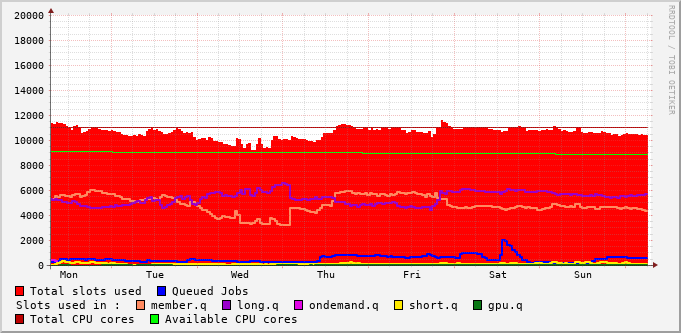 20000
18000
16000
14000
12000
10000
8000
6000
4000
2000
0
Mon Tue Wed Thu Fri Sat Sun
RRDTOOL / TOBI OETIKER
Total slots used Queued Jobs
Slots used in : member.q long.q ondemand.q short.q gpu.q
Total CPU cores Available CPU cores